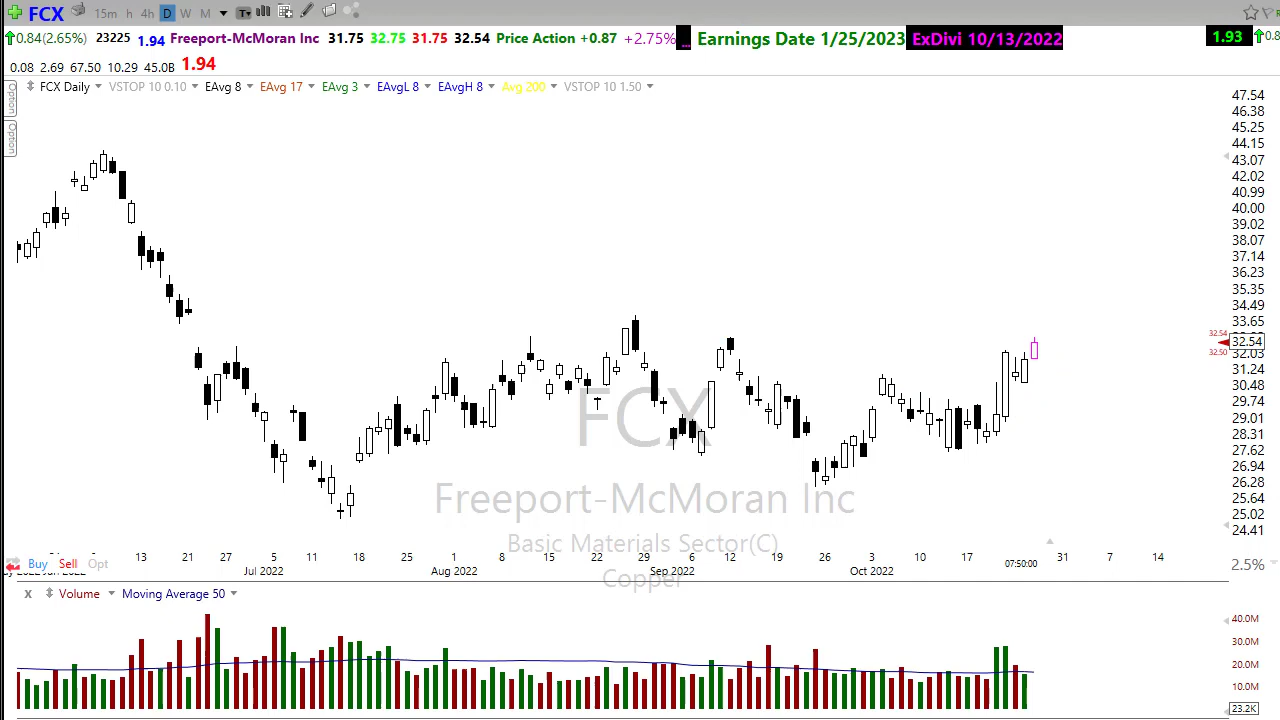 FCX 15m h 4h D W M T
0.84(2.65%) 23225 1.94 Freeport-McMoran Inc 31.75 32.75 31.75 32.54 Price Action +0.87 +2.75% ... Earnings Date 1/25/2023 ExDivi 10/13/2022 1.93 0.8
0.08 2.69 67.50 10.29 45.0B 1.94
Option
Option
FCX Daily VSTOP 10 0.10 EAvg 8 EAvg 17 EAvg 3 EAvgL 8 EAvgH 8 Avg 200 VSTOP 10 1.50
47.54
46.38
45.25
44.15
43.07
42.02
40.99
40.00
39.02
38.07
37.14
36.23
35.35
34.49
33.65
32.54
32.54
32.50
32.03
31.24
30.48
29.74
29.01
28.31
27.62
26.94
26.28
25.64
25.02
24.41
FCX
Freeport-McMoran Inc
Basic Materials Sector(C)
Copper
13 21 27 5 11 18 25 1 8 15 22 29 6 12 19 26 3 10 17 07:50:00 31 7 14
Buy Sell Opt
Jul 2022 Aug 2022 Sep 2022 Oct 2022
2.5%
X Volume Moving Average 50
40.0M
30.0M
20.0M
10.0M
23.2K